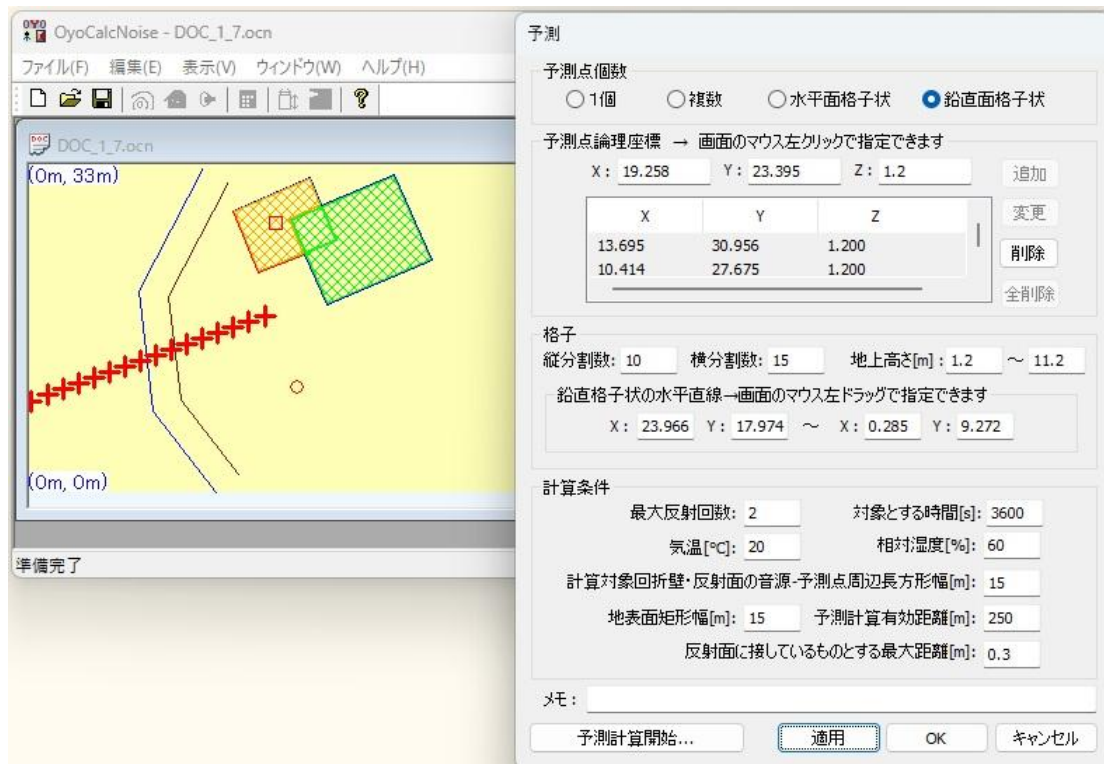 OyoCalcNoise - DOC_1_7.ocn
ファイル(F) 編集(E) 表示(V) ウィンドウ(W) ヘルプ(H)
DOC_1_7.ocn
(0m, 33m)
(0m, 0m)
準備完了
予測
予測点個数
1個 複数 水平面格子状 鉛直面格子状
予測点論理座標 → 画面のマウス左クリックで指定できます
X: 19.258 Y: 23.395 Z: 1.2 追加
X Y Z 変更
13.695 30.956 1.200 削除
10.414 27.675 1.200
全削除
格子
縦分割数: 10 横分割数: 15 地上高さ[m] : 1.2 ～ 11.2
鉛直格子状の水平直線→画面のマウス左ドラッグで指定できます
X: 23.966 Y: 17.974 ～ X: 0.285 Y: 9.272
計算条件
最大反射回数: 2 対象とする時間[s]: 3600
気温[℃]: 20 相対湿度[%]: 60
計算対象回折壁・反射面の音源-予測点周辺長方形幅[m]: 15
地表面矩形幅[m]: 15 予測計算有効距離[m]: 250
反射面に接しているものとする最大距離[m]: 0.3
メモ:
予測計算開始... 適用 OK キャンセル